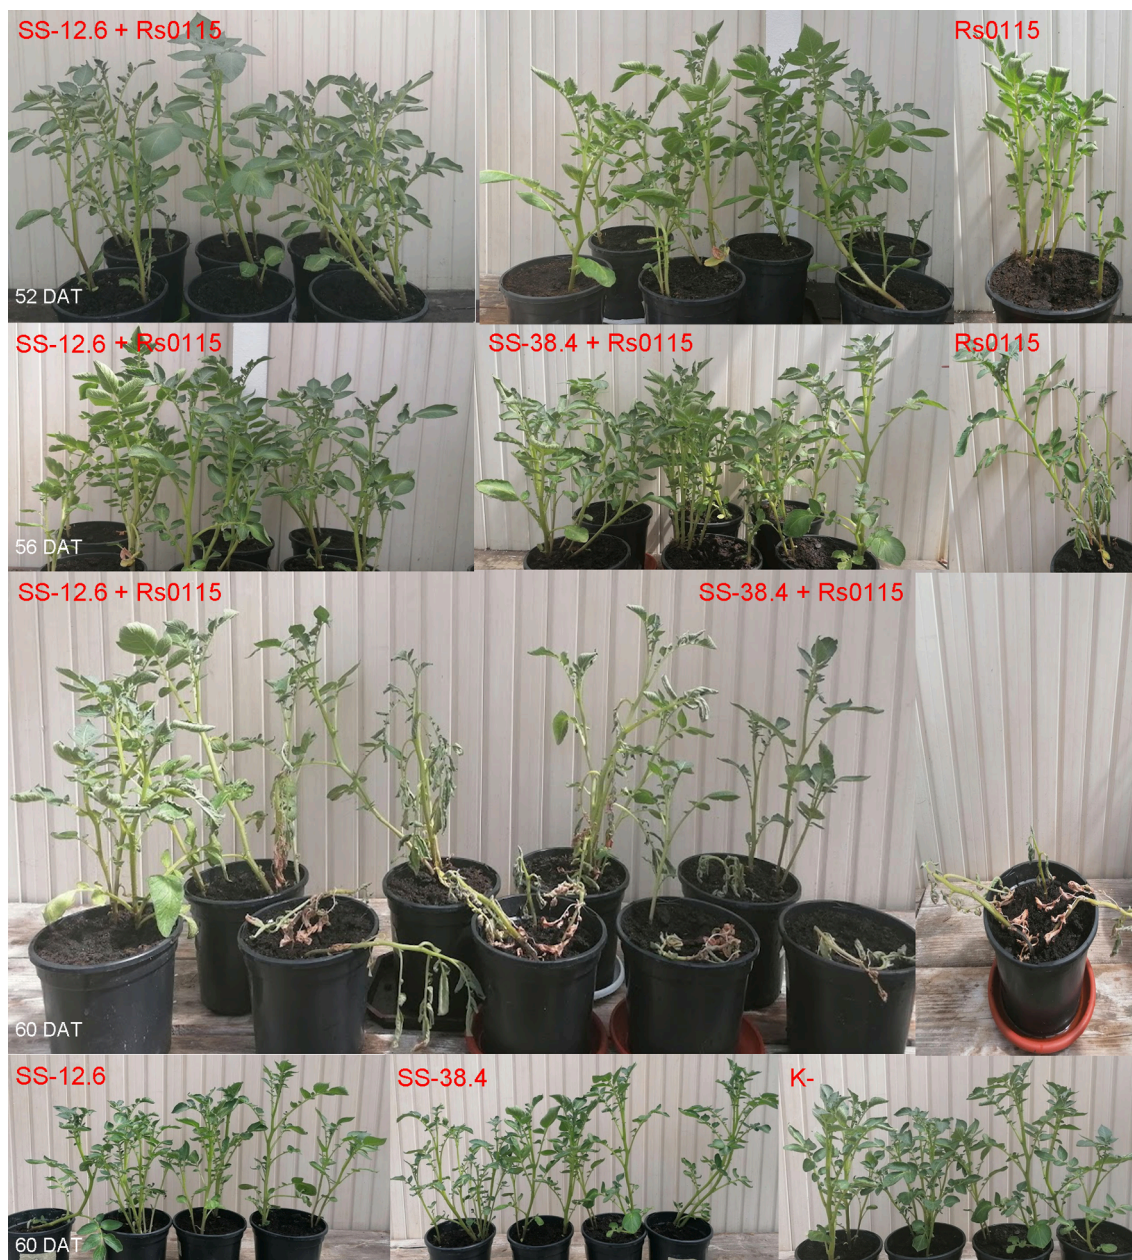 SS-12.6 + Rs0115
Rs0115
52 DAT
SS-12.6 + Rs0115
SS-38.4 + Rs0115
Rs0115
56 DAT
SS-12.6 + Rs0115
SS-38.4 + Rs0115
60 DAT
SS-12.6
SS-38.4
K-
60 DAT